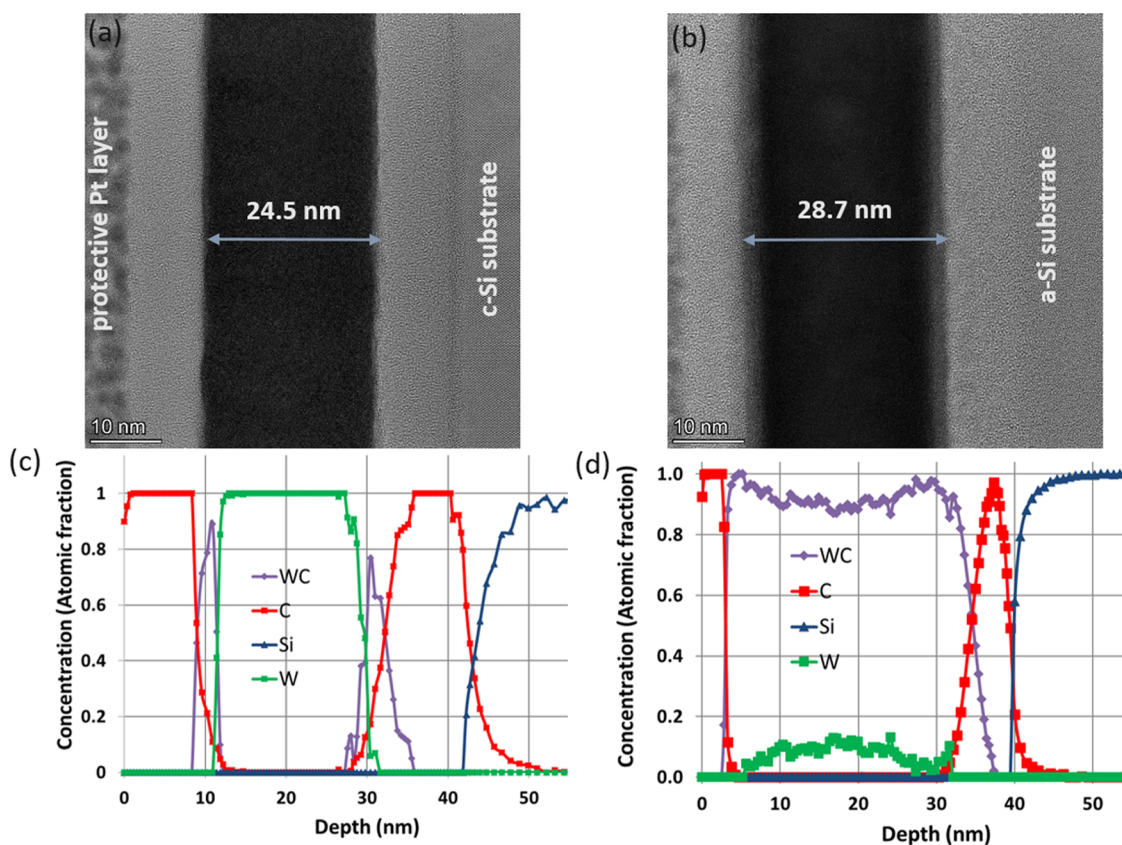 (a)
protective Pt layer
24.5 nm
c-Si substrate
10 nm
(b)
28.7 nm
a-Si substrate
10 nm
(c)
Concentration (Atomic fraction)
1
0.8
0.6
0.4
0.2
0
WC
C
Si
W
0 10 20 30 40 50
Depth (nm)
(d)
Concentration (Atomic fraction)
1.0
0.8
0.6
0.4
0.2
0.0
WC
C
Si
W
0 10 20 30 40 50
Depth (nm)